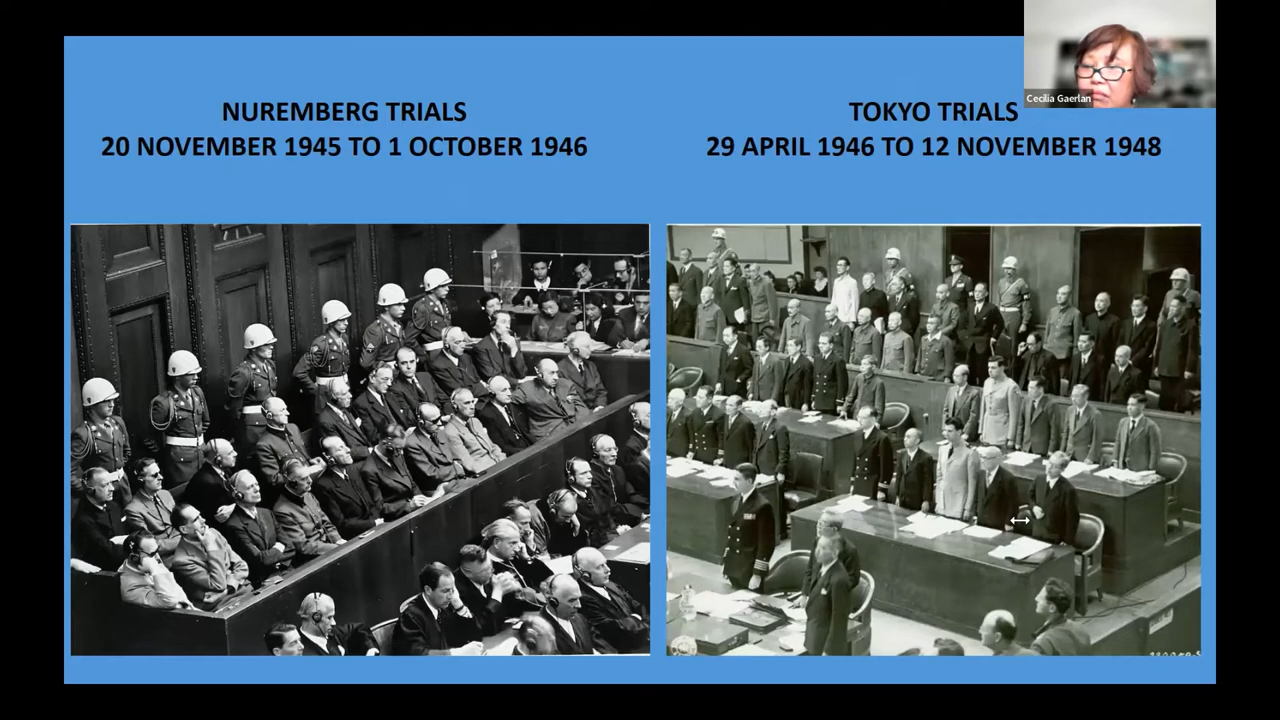 NUREMBERG TRIALS
20 NOVEMBER 1945 TO 1 OCTOBER 1946
TOKYO TRIALS
29 APRIL 1946 TO 12 NOVEMBER 1948
Cecilia Gaerlan